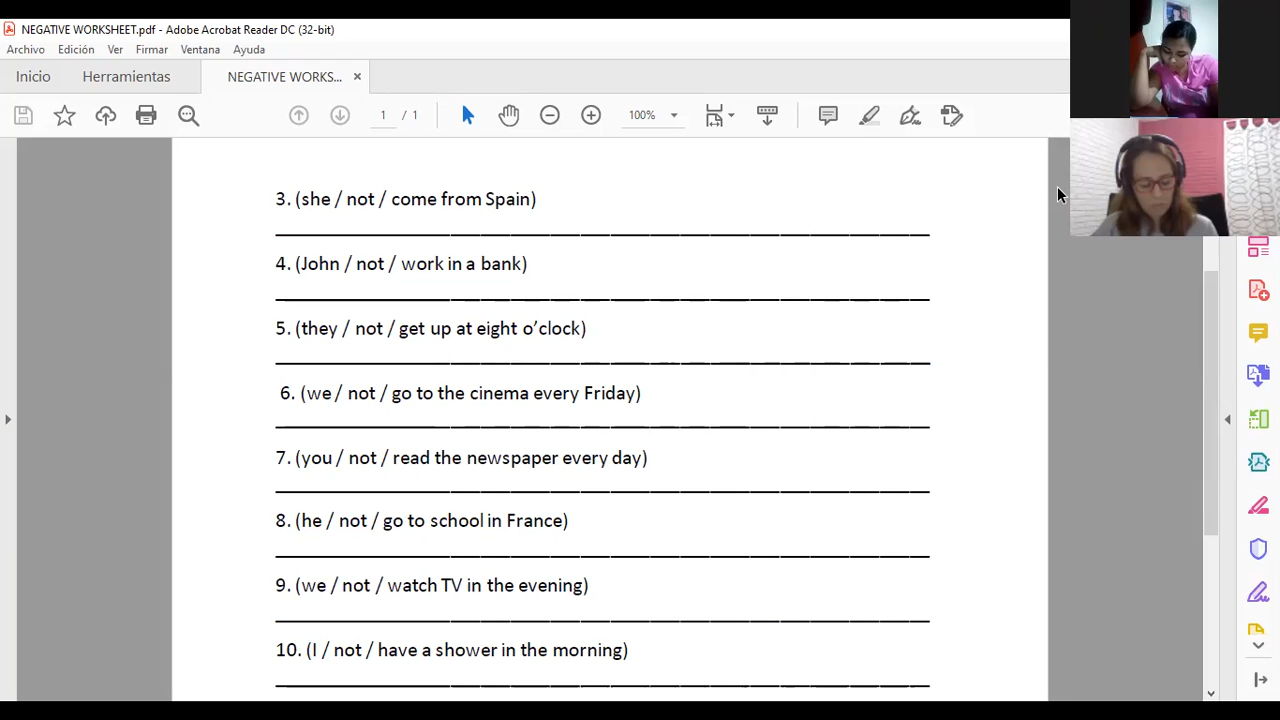 NEGATIVE WORKSHEET.pdf - Adobe Acrobat Reader DC (32-bit)
Archivo Edición Ver Firmar Ventana Ayuda
Inicio Herramientas NEGATIVE WORKS... ×
1 / 1 100%
3. (she / not / come from Spain)
4. (John / not / work in a bank)
5. (they / not / get up at eight o’clock)
6. (we / not / go to the cinema every Friday)
7. (you / not / read the newspaper every day)
8. (he / not / go to school in France)
9. (we / not / watch TV in the evening)
10. (I / not / have a shower in the morning)